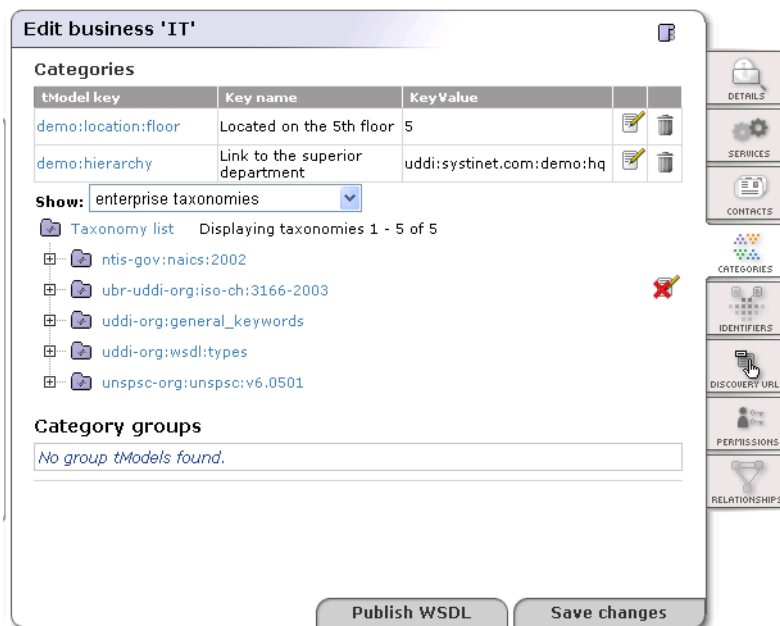 Edit business 'IT'
Categories
tModel key Key name KeyValue
demo:location:floor Located on the 5th floor 5
demo:hierarchy Link to the superior department uddi:systinet.com:demo:hq
Show: enterprise taxonomies
Taxonomy list Displaying taxonomies 1 - 5 of 5
ntis-gov:naics:2002
ubr-uddi-org:iso-ch:3166-2003
uddi-org:general_keywords
uddi-org:wsdl:types
unspsc-org:unspsc:v6.0501
Category groups
No group tModels found.
Publish WSDL Save changes
DETAILS
SERVICES
CONTACTS
CATEGORIES
IDENTIFIERS
DISCOVERY URL
PERMISSIONS
RELATIONSHIPS